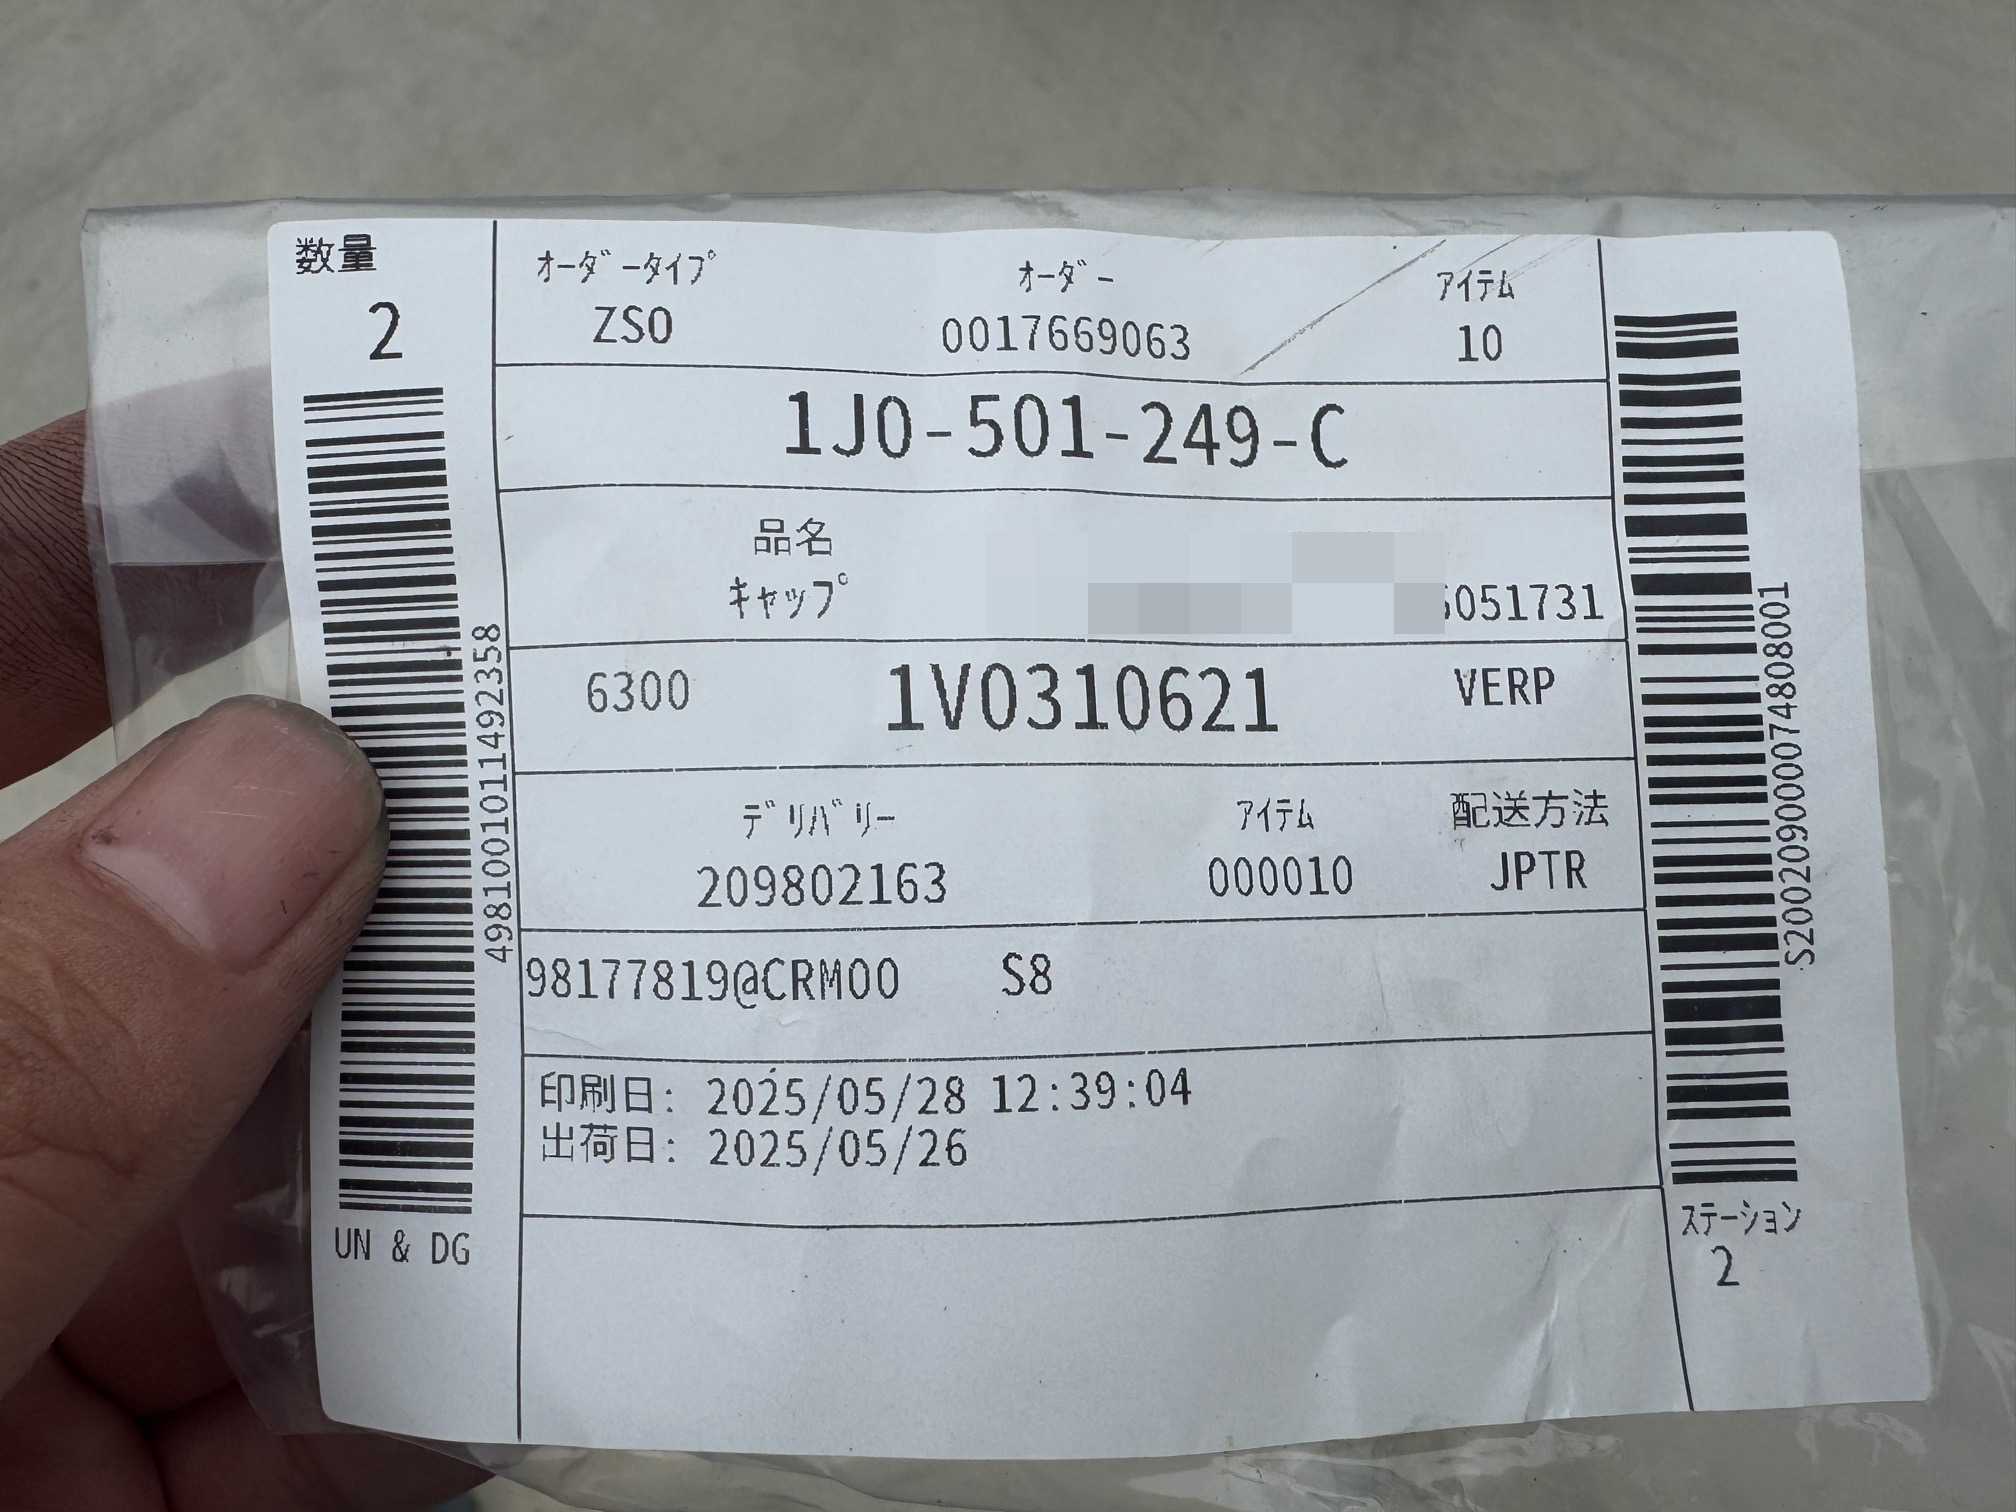 数量
2
ｵｰﾀﾞｰﾀｲﾌﾟ ｵｰﾀﾞｰ ｱｲﾃﾑ
ZSO 0017669063 10
1J0-501-249-C
品名
ｷｬｯﾌﾟ 051731
6300 1V0310621 VERP
ﾃﾞﾘﾊﾞﾘｰ ｱｲﾃﾑ 配送方法
209802163 000010 JPTR
98177819@CRM00 S8
印刷日: 2025/05/28 12:39:04
出荷日: 2025/05/26
4981001011492358
UN & DG
S200209000074808001
ｽﾃｰｼｮﾝ
2